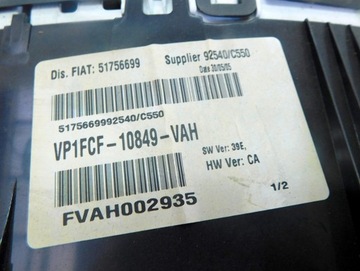 Dis. FIAT: 51756699 Supplier 92540/C550
Date 20/05/05
5175669992540/C550
VP1FCF-10849-VAH
SW Ver: 39E,
HW Ver: CA
FVAH002935
1/2